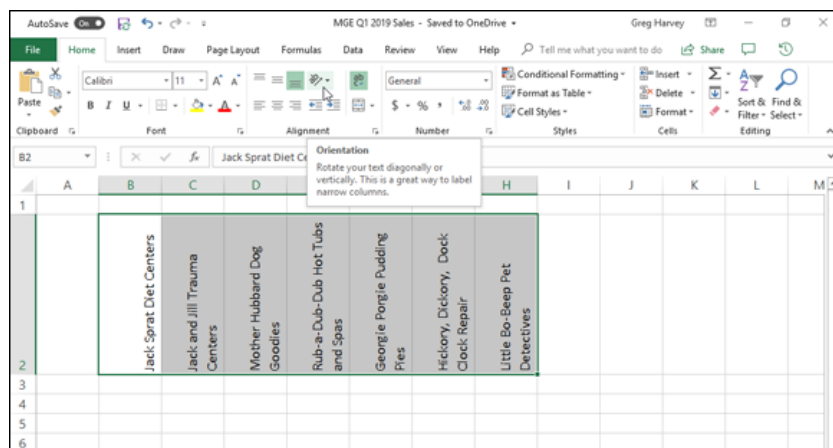 AutoSave On MGE Q1 2019 Sales - Saved to OneDrive Greg Harvey
File Home Insert Draw Page Layout Formulas Data Review View Help Tell me what you want to do Share
Calibri 11 A A ab General Conditional Formatting Insert Σ
Paste B I U A $ % , Format as Table Delete Sort & Find &
Cell Styles Format Filter Select
Clipboard Font Alignment Number Styles Cells Editing
B2 fx Jack Sprat Diet Ce
Orientation
Rotate your text diagonally or
vertically. This is a great way to label
narrow columns.
A B C D H I J K L M
1
Jack Sprat Diet Centers
Jack and Jill Trauma
Centers
Mother Hubbard Dog
Goodies
Rub-a-Dub-Dub Hot Tubs
and Spas
Georgie Porgie Pudding
Pies
Hickory, Dickory, Dock
Clock Repair
Little Bo-Beep Pet
Detectives
2
3
4
5
6